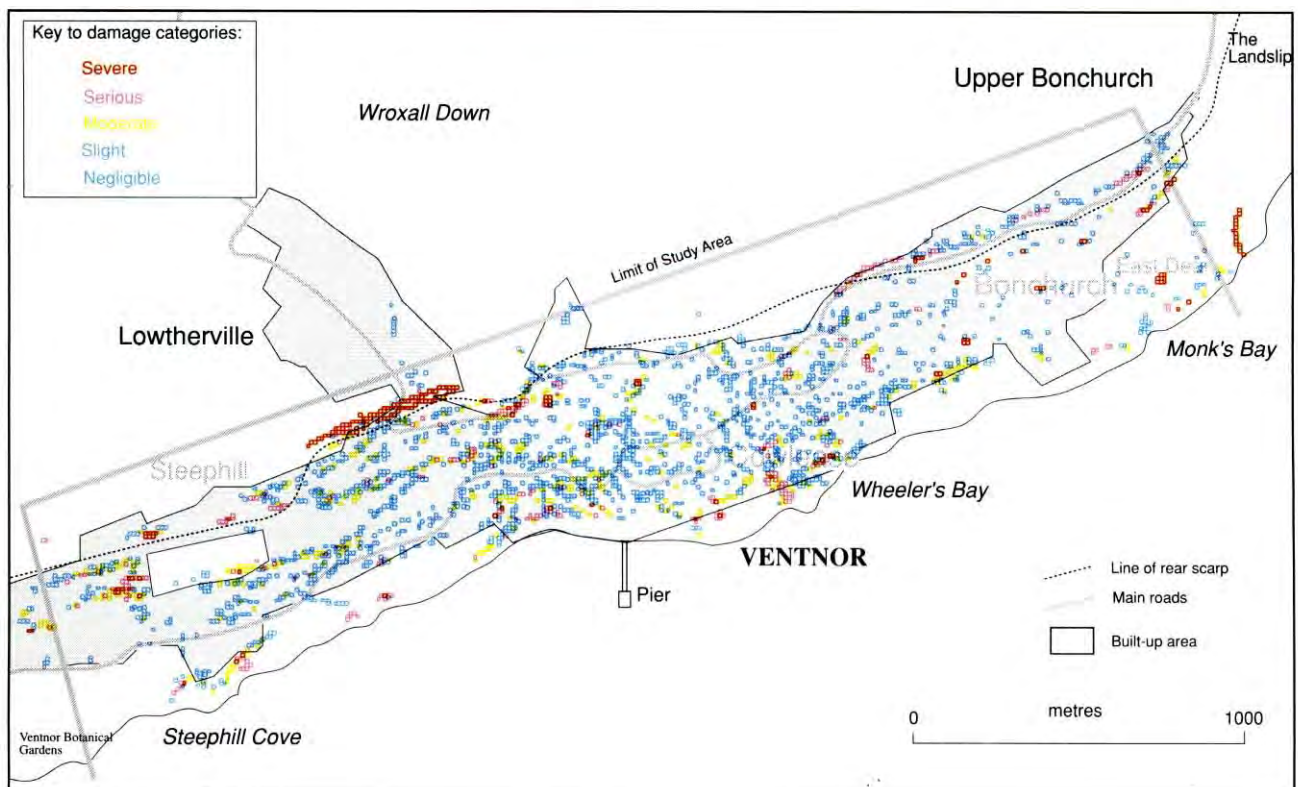 Key to damage categories:
Severe
Serious
Moderate
Slight
Negligible
The
Landslip
Upper Bonchurch
Wroxall Down
Limit of Study Area
East Dean
Bonchurch
Lowtherville
Monk's Bay
Steephill
Wheeler's Bay
VENTNOR
Pier
Line of rear scarp
Main roads
Built-up area
Ventnor Botanical
Gardens
Steephill Cove
0
metres
1000